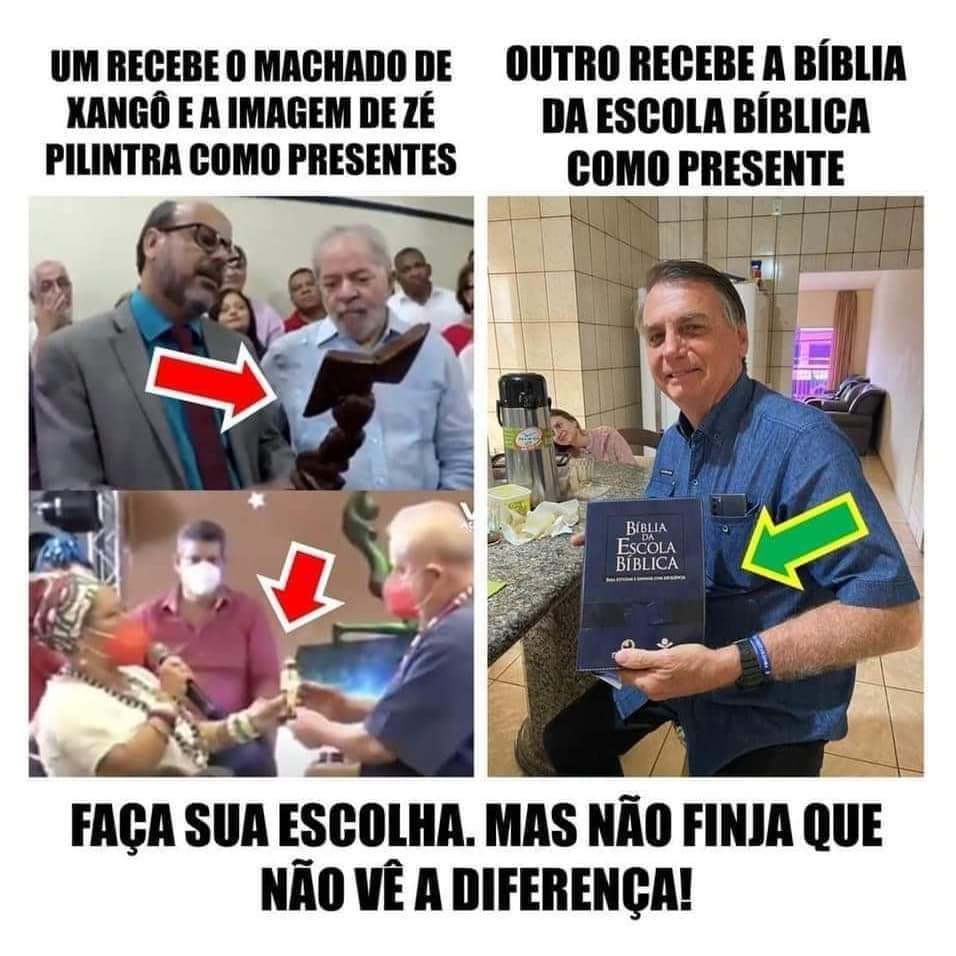 UM RECEBE O MACHADO DE
XANGÔ E A IMAGEM DE ZÉ
PILINTRA COMO PRESENTES
OUTRO RECEBE A BÍBLIA
DA ESCOLA BÍBLICA
COMO PRESENTE
BÍBLIA
DA
ESCOLA
BÍBLICA
FAÇA SUA ESCOLHA. MAS NÃO FINJA QUE
NÃO VÊ A DIFERENÇA!